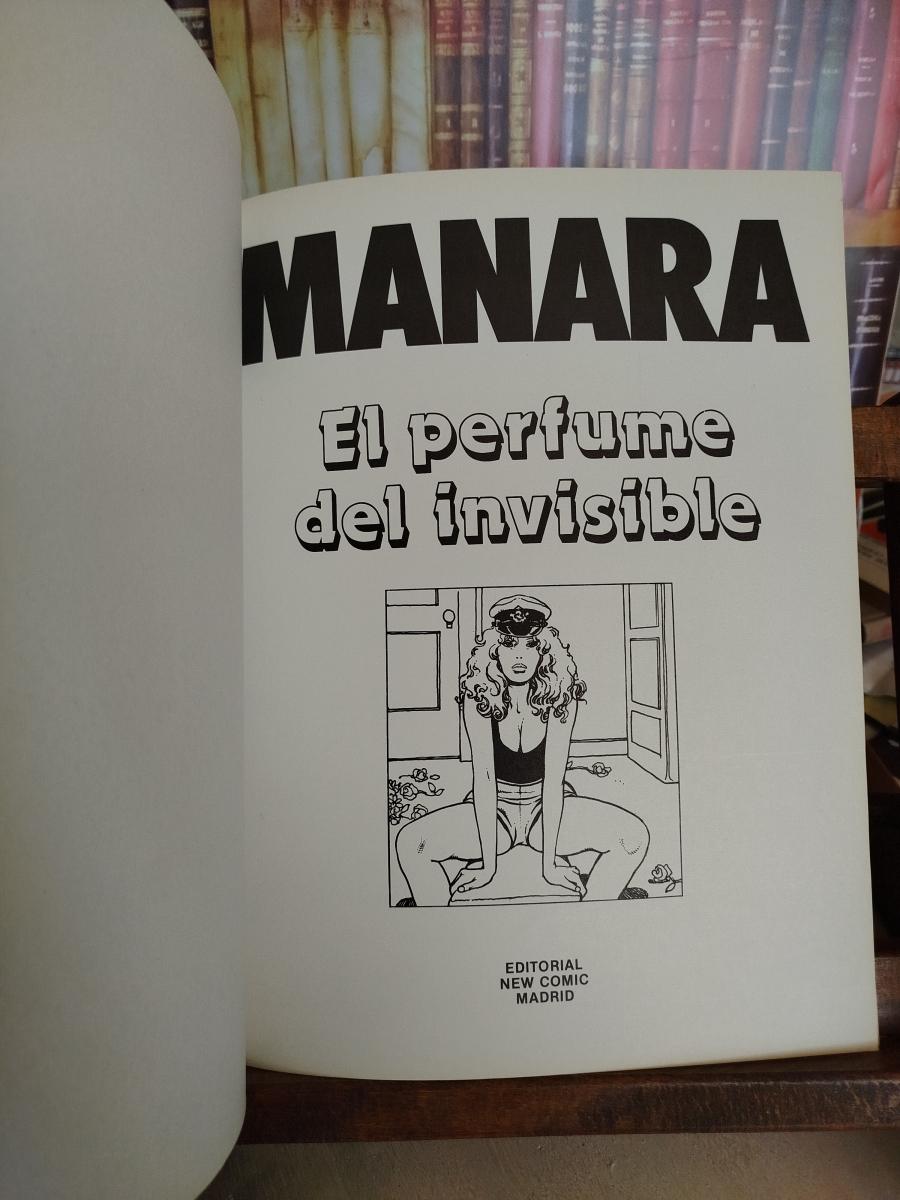 MANARA
El perfume
del invisible
EDITORIAL
NEW COMIC
MADRID